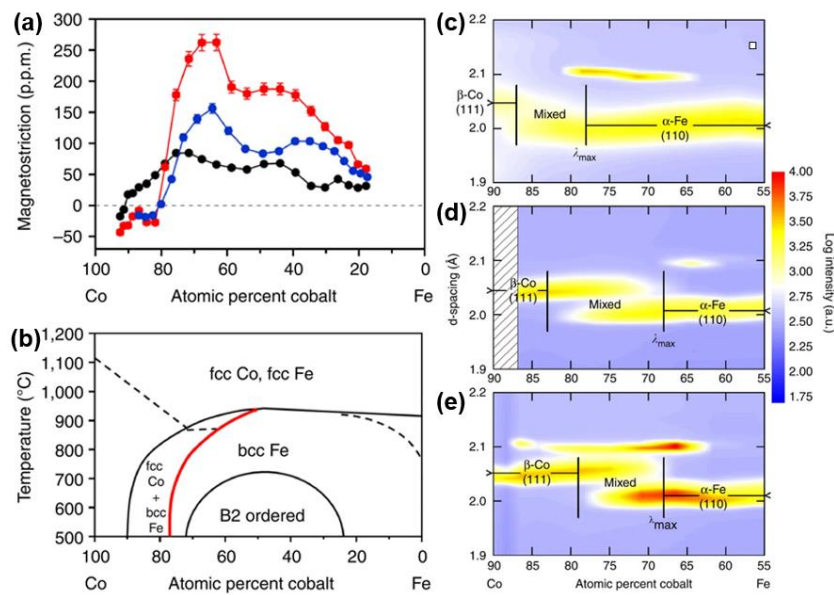 (a)
350
300
250
200
150
100
50
0
−50
Magnetostriction (p.p.m.)
100 80 60 40 20 0
Co Atomic percent cobalt Fe
(b)
1,200
1,100
1,000
900
800
700
600
500
Temperature (°C)
fcc Co, fcc Fe
bcc Fe
fcc
Co
+
bcc
Fe
B2 ordered
100 80 60 40 20 0
Co Atomic percent cobalt Fe
(c)
2.2
2.1
2.0
1.9
β-Co
(111)
Mixed
α-Fe
(110)
λmax
90 85 80 75 70 65 60 55
(d)
2.2
2.1
2.0
1.9
d-spacing (Å)
β-Co
(111)
Mixed
α-Fe
(110)
λmax
90 85 80 75 70 65 60 55
(e)
2.2
2.1
2.0
1.9
β-Co
(111)
Mixed
α-Fe
(110)
λmax
90 85 80 75 70 65 60 55
Co Atomic percent cobalt Fe
4.00
3.75
3.50
3.25
3.00
2.75
2.50
2.25
2.00
1.75
Log intensity (a.u.)